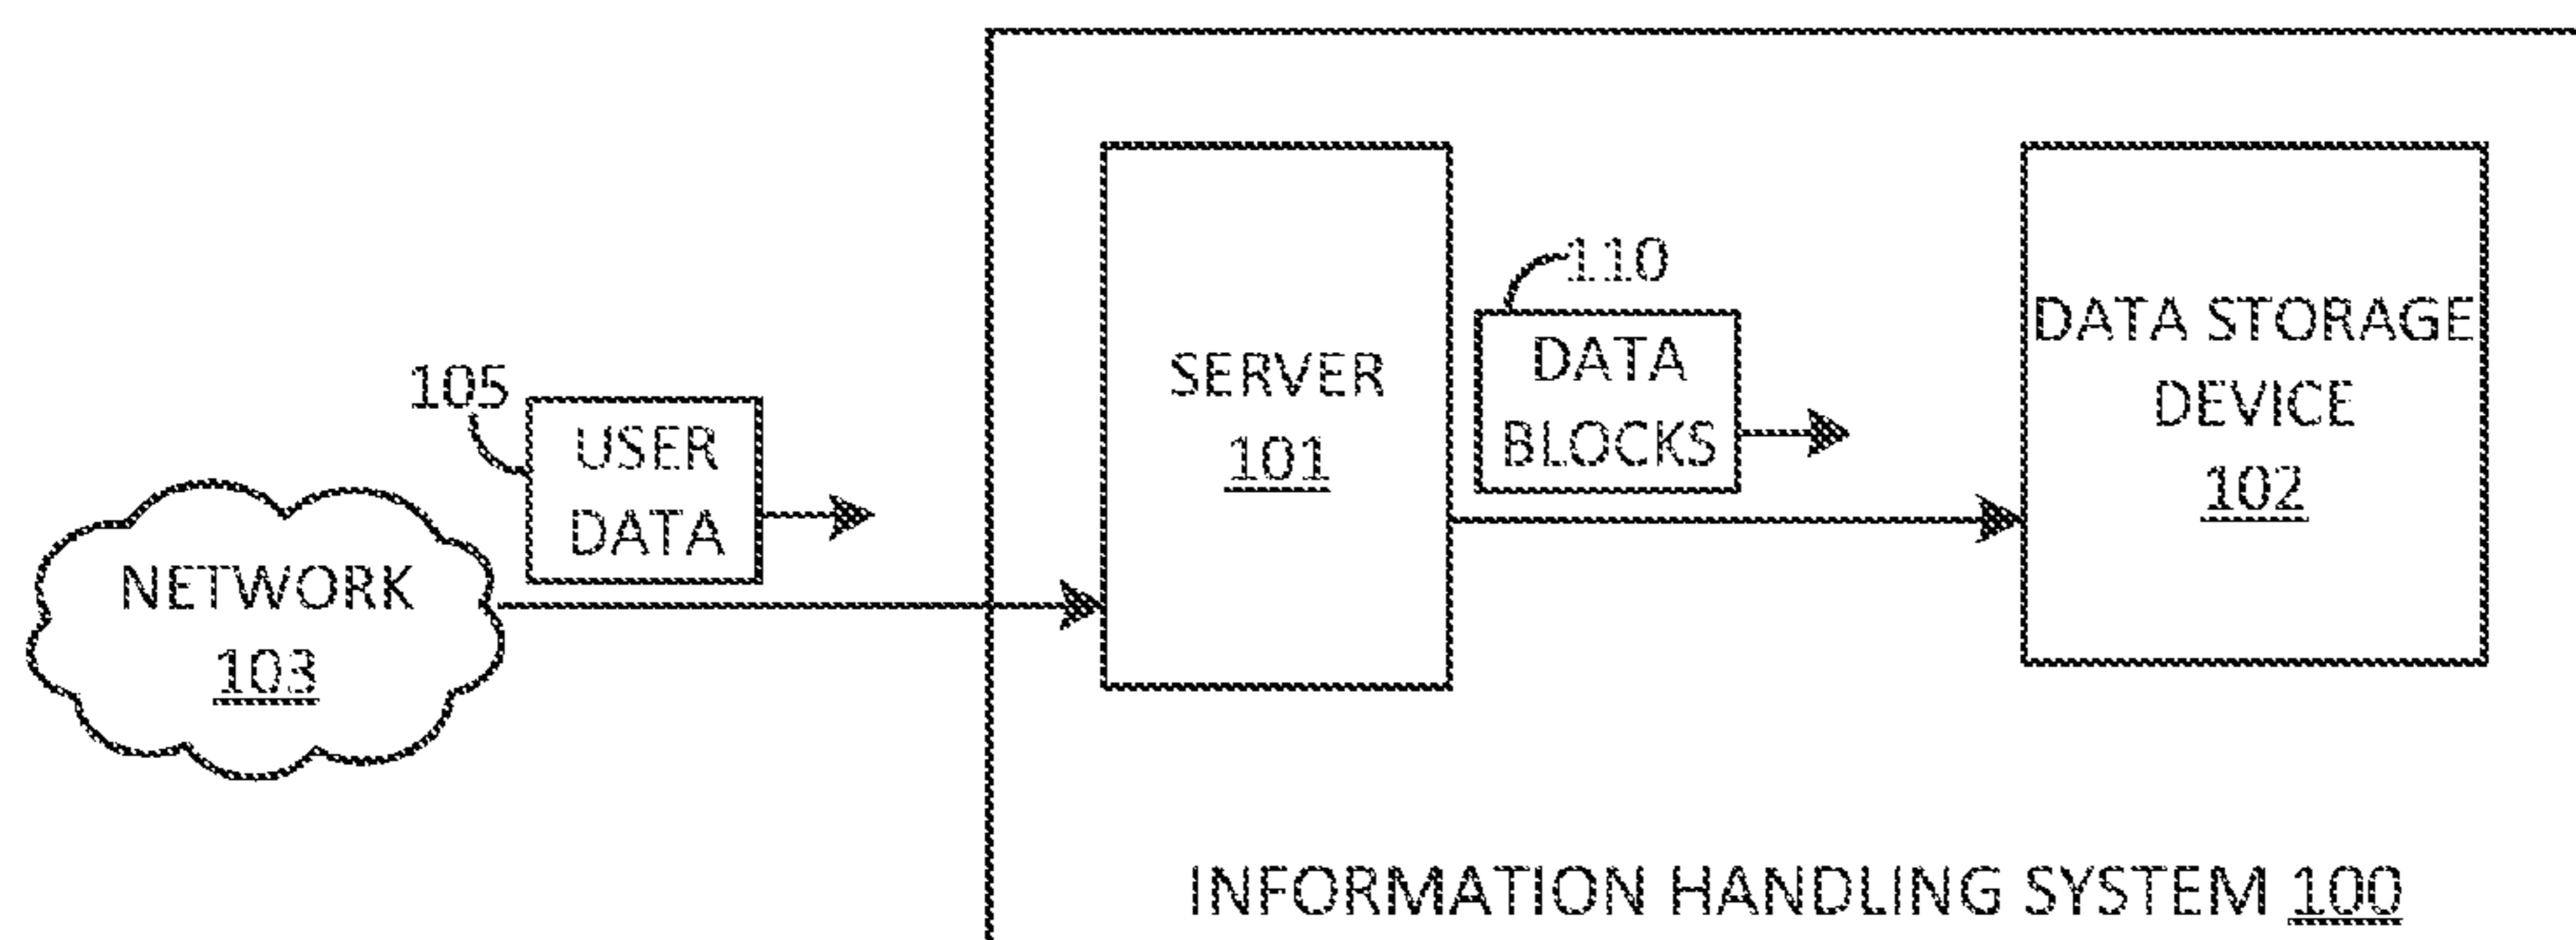 110
DATA STORAGE
DEVICE
102
DATA
BLOCKS
SERVER
101
105
USER
DATA
NETWORK
103
INFORMATION HANDLING SYSTEM 100